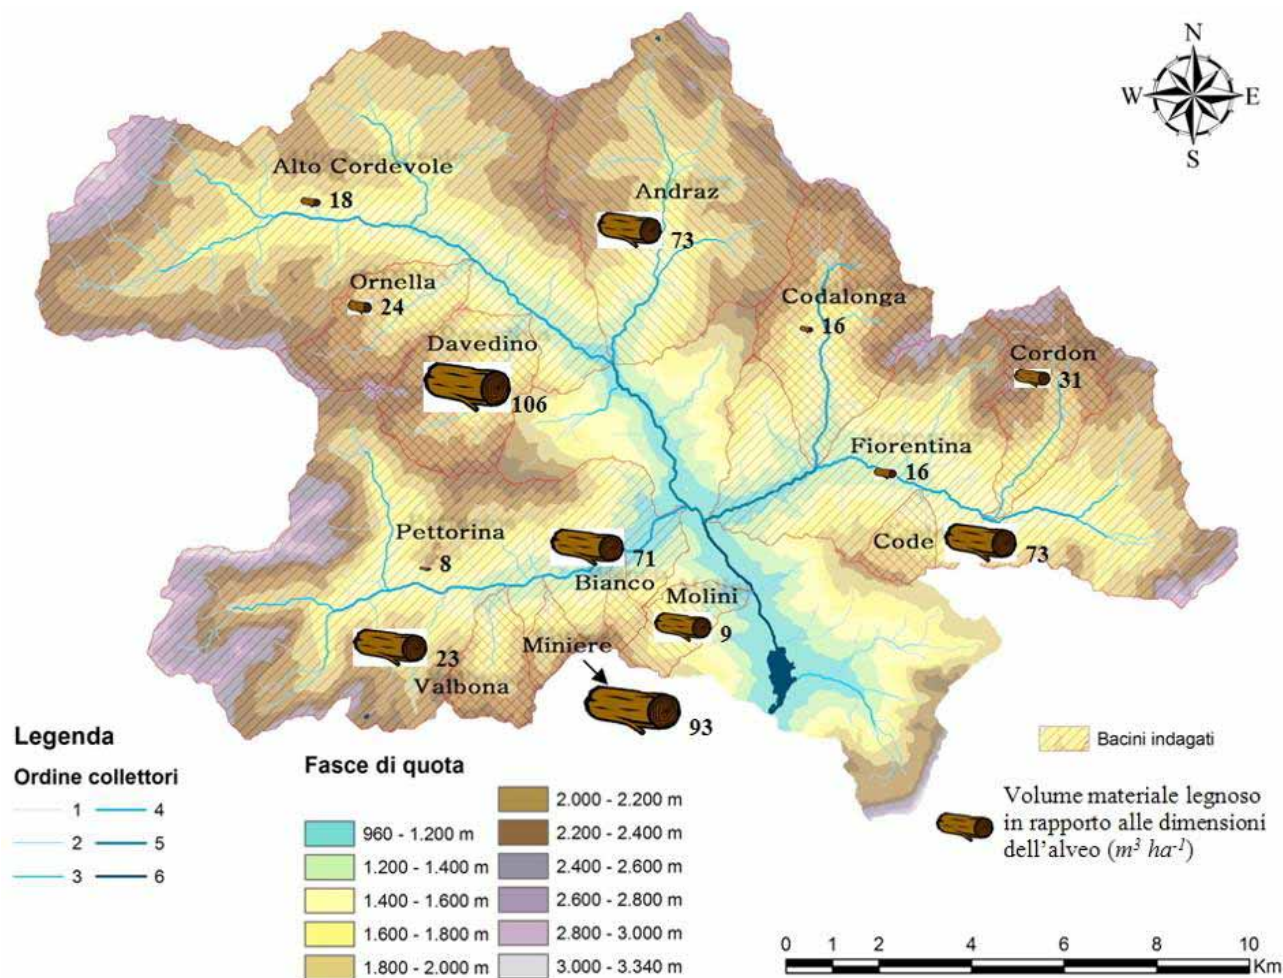 N
W E
S
Alto Cordevole
18
Andraz
73
Ornella
24
Codalonga
16
Davedino
106
Cordon
31
Fiorentina
16
Pettorina
8
71
Bianco
Code
73
Molini
9
Miniere
23
Valbona
93
Legenda
Ordine collettori
1 4
2 5
3 6
Fasce di quota
960 - 1.200 m
1.200 - 1.400 m
1.400 - 1.600 m
1.600 - 1.800 m
1.800 - 2.000 m
2.000 - 2.200 m
2.200 - 2.400 m
2.400 - 2.600 m
2.600 - 2.800 m
2.800 - 3.000 m
3.000 - 3.340 m
Bacini indagati
Volume materiale legnoso
in rapporto alle dimensioni
dell'alveo (m³ ha⁻¹)
0 1 2 4 6 8 10
Km